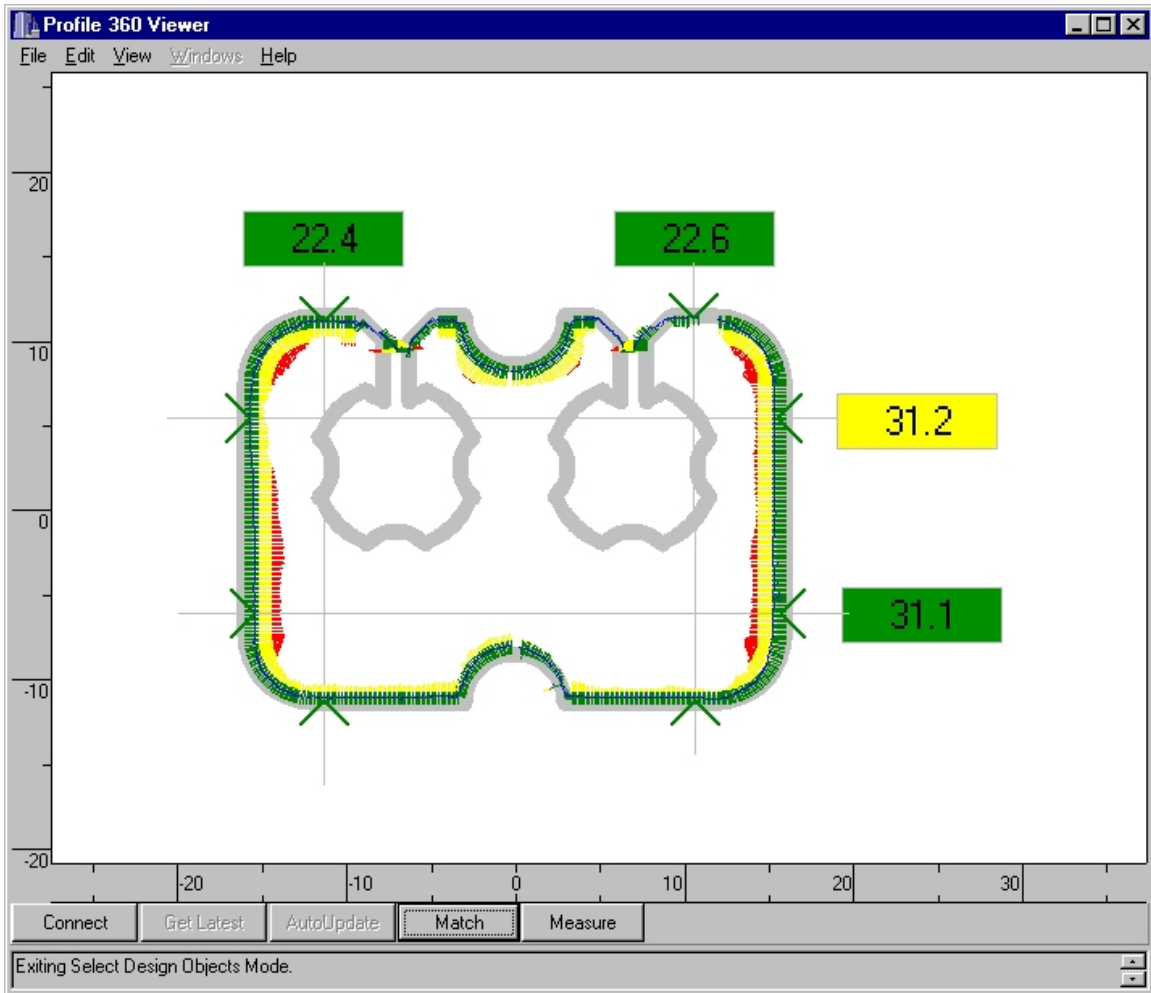 Profile 360 Viewer
File Edit View Windows Help
20
22.4 22.6
10
31.2
0
31.1
-10
-20
-20 -10 0 10 20 30
Connect Get Latest AutoUpdate Match Measure
Exiting Select Design Objects Mode.